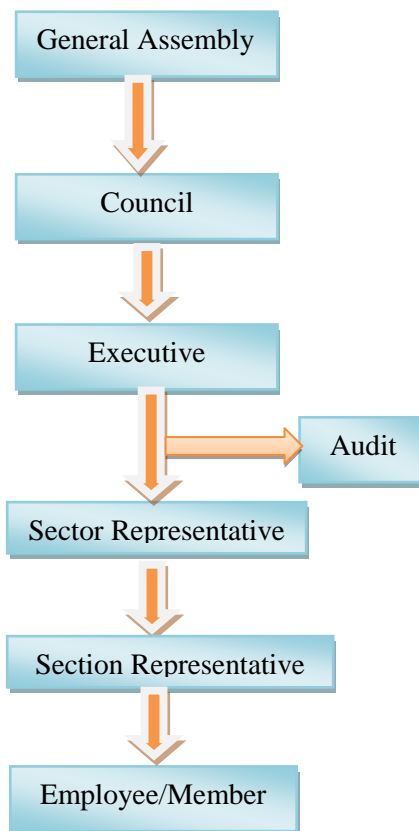 General Assembly
Council
Executive
Audit
Sector Representative
Section Representative
Employee/Member